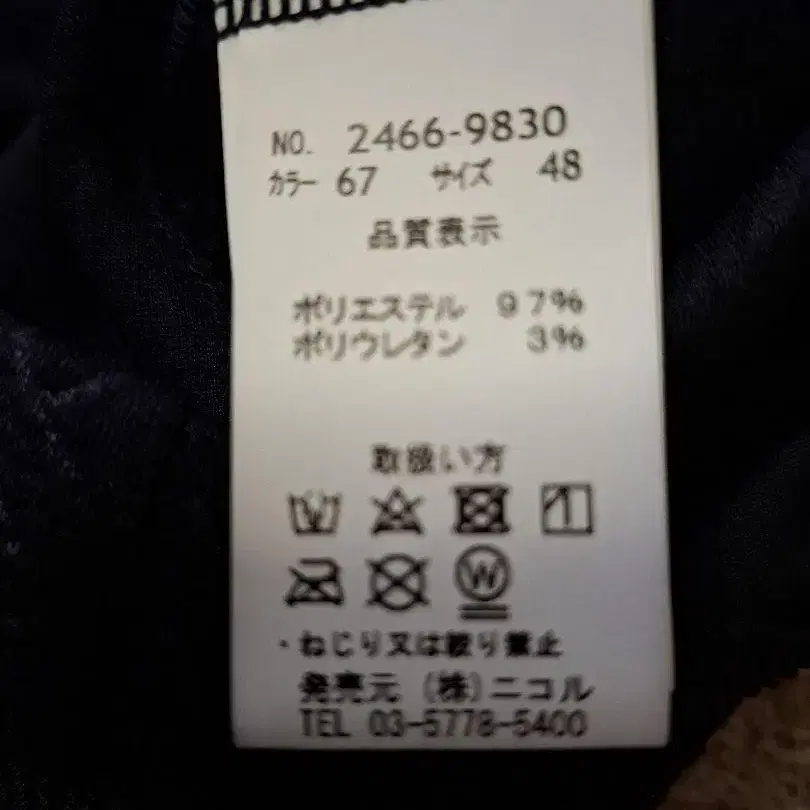 NO. 2466-9830
カラー 67 サイズ 48
品質表示
ポリエステル 97%
ポリウレタン 3%
取扱い方
W
・ねじり又は絞り禁止
発売元 (株)ニコル
TEL 03-5778-5400